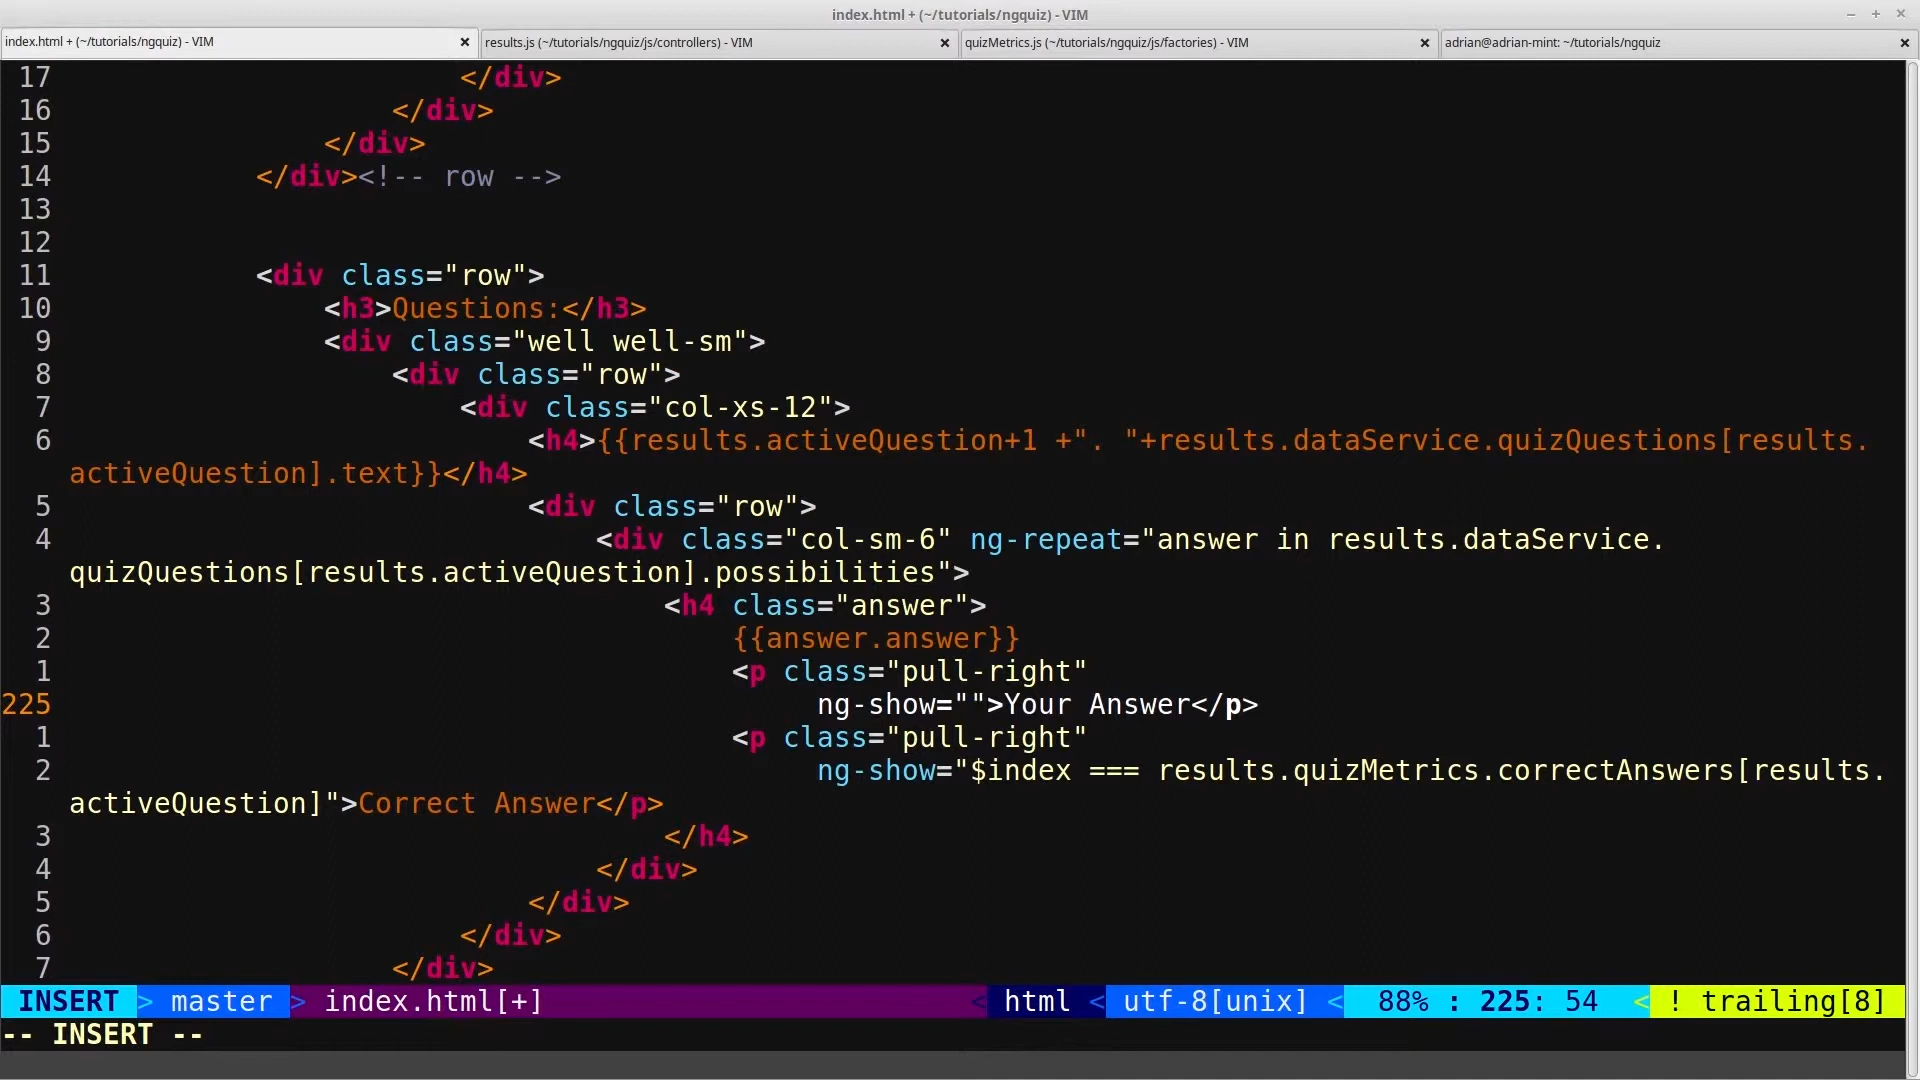 index.html + (~/tutorials/ngquiz) - VIM
index.html + (~/tutorials/ngquiz) - VIM
results.js (~/tutorials/ngquiz/js/controllers) - VIM
quizMetrics.js (~/tutorials/ngquiz/js/factories) - VIM
adrian@adrian-mint: ~/tutorials/ngquiz
17 </div>
16 </div>
15 </div>
14 </div><!-- row -->
13
12
11 <div class="row">
10 <h3>Questions:</h3>
9 <div class="well well-sm">
8 <div class="row">
7 <div class="col-xs-12">
6 <h4>{{results.activeQuestion+1 +". "+results.dataService.quizQuestions[results.
activeQuestion].text}}</h4>
5 <div class="row">
4 <div class="col-sm-6" ng-repeat="answer in results.dataService.
quizQuestions[results.activeQuestion].possibilities">
3 <h4 class="answer">
2 {{answer.answer}}
1 <p class="pull-right"
225 ng-show="">Your Answer</p>
1 <p class="pull-right"
2 ng-show="$index === results.quizMetrics.correctAnswers[results.
activeQuestion]">Correct Answer</p>
3 </h4>
4 </div>
5 </div>
6 </div>
7 </div>
INSERT > master > index.html[+] < html < utf-8[unix] < 88% : 225: 54 < ! trailing[8]
-- INSERT --